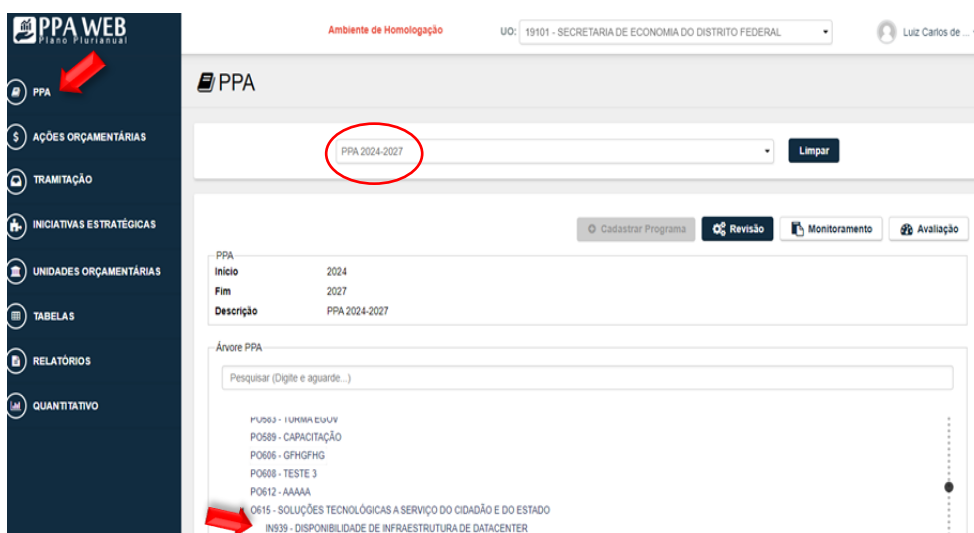 PPA WEB
Plano Plurianual
Ambiente de Homologação
UO: 19101 - SECRETARIA DE ECONOMIA DO DISTRITO FEDERAL
Luiz Carlos de ...
PPA
AÇÕES ORÇAMENTÁRIAS
TRAMITAÇÃO
INICIATIVAS ESTRATÉGICAS
UNIDADES ORÇAMENTÁRIAS
TABELAS
RELATÓRIOS
QUANTITATIVO
PPA
PPA 2024-2027
Limpar
Cadastrar Programa
Revisão
Monitoramento
Avaliação
PPA
Início 2024
Fim 2027
Descrição PPA 2024-2027
Árvore PPA
Pesquisar (Digite e aguarde...)
PO583 - TURMA EGOV
PO589 - CAPACITAÇÃO
PO606 - GFHGFHG
PO608 - TESTE 3
PO612 - AAAAA
O615 - SOLUÇÕES TECNOLÓGICAS A SERVIÇO DO CIDADÃO E DO ESTADO
IN939 - DISPONIBILIDADE DE INFRAESTRUTURA DE DATACENTER